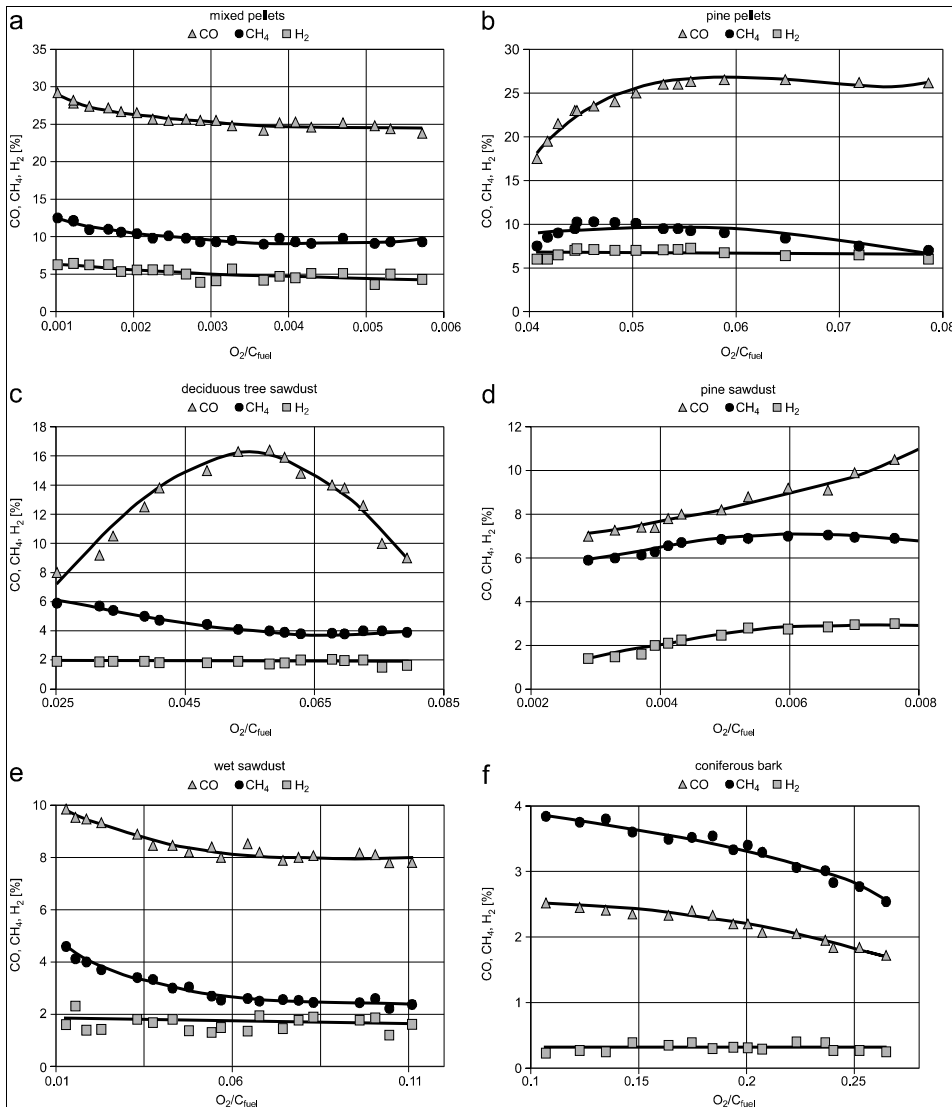 a
mixed pellets
CO CH4 H2
CO, CH4, H2 [%]
35
30
25
20
15
10
5
0
0.001 0.002 0.003 0.004 0.005 0.006
O2/Cfuel
b
pine pellets
CO CH4 H2
CO, CH4, H2 [%]
30
25
20
15
10
5
0
0.04 0.05 0.06 0.07 0.08
O2/Cfuel
c
deciduous tree sawdust
CO CH4 H2
CO, CH4, H2 [%]
18
16
14
12
10
8
6
4
2
0
0.025 0.045 0.065 0.085
O2/Cfuel
d
pine sawdust
CO CH4 H2
CO, CH4, H2 [%]
12
10
8
6
4
2
0
0.002 0.004 0.006 0.008
O2/Cfuel
e
wet sawdust
CO CH4 H2
CO, CH4, H2 [%]
10
8
6
4
2
0
0.01 0.06 0.11
O2/Cfuel
f
coniferous bark
CO CH4 H2
CO, CH4, H2 [%]
4
3
2
1
0
0.1 0.15 0.2 0.25
O2/Cfuel